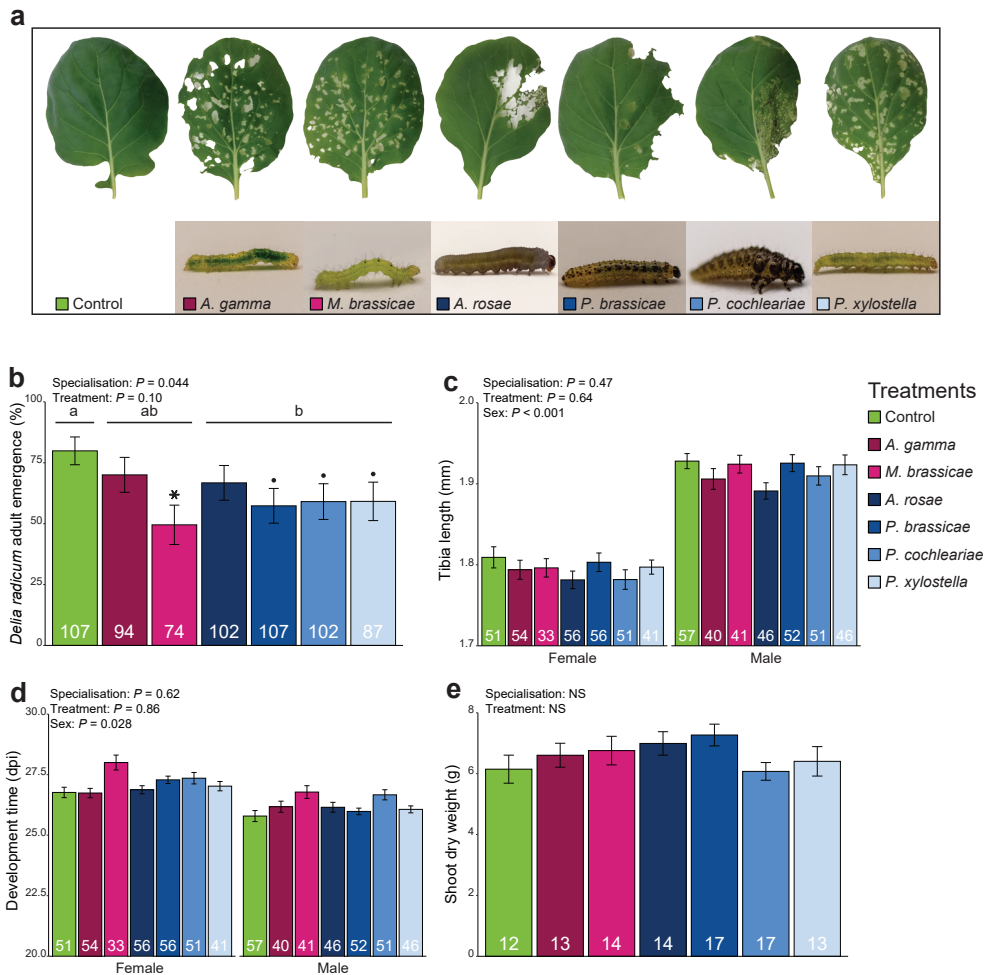 a
Control
A. gamma
M. brassicae
A. rosae
P. brassicae
P. cochleariae
P. xylostella
b
Specialisation: P = 0.044
Treatment: P = 0.10
a
ab
b
Delia radicum adult emergence (%)
100
75
50
25
0
*
•
•
•
107
94
74
102
107
102
87
c
Specialisation: P = 0.47
Treatment: P = 0.64
Sex: P < 0.001
Tibia length (mm)
2.0
1.9
1.8
1.7
51
54
33
56
56
51
41
57
40
41
46
52
51
46
Female
Male
Treatments
Control
A. gamma
M. brassicae
A. rosae
P. brassicae
P. cochleariae
P. xylostella
d
Specialisation: P = 0.62
Treatment: P = 0.86
Sex: P = 0.028
Development time (dpi)
30.0
27.5
25.0
22.5
20.0
51
54
33
56
56
51
41
57
40
41
46
52
51
46
Female
Male
e
Specialisation: NS
Treatment: NS
Shoot dry weight (g)
8
6
4
2
0
12
13
14
14
17
17
13